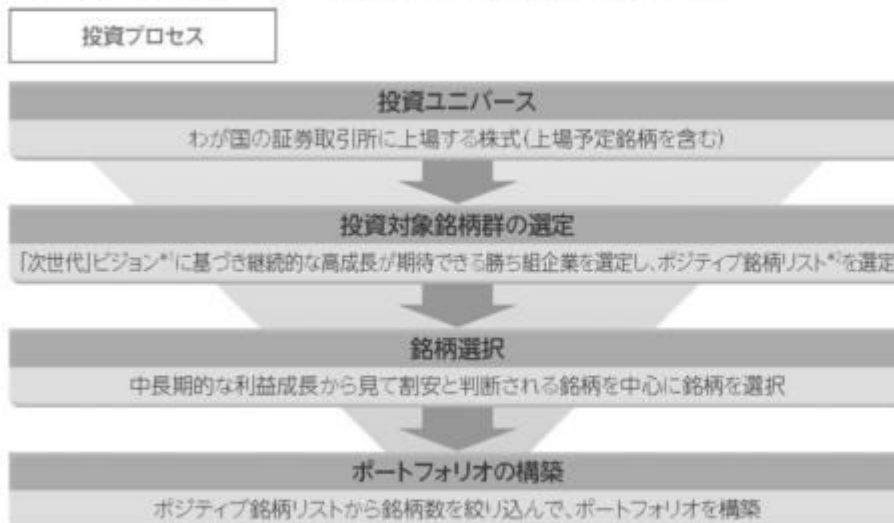 投資プロセス
投資ユニバース
わが国の証券取引所に上場する株式(上場予定銘柄を含む)
投資対象銘柄群の選定
「次世代」ビジョン*¹に基づき継続的な高成長が期待できる勝ち組企業を選定し、ポジティブ銘柄リスト*²を選定
銘柄選択
中長期的な利益成長から見て割安と判断される銘柄を中心に銘柄を選択
ポートフォリオの構築
ポジティブ銘柄リストから銘柄数を絞り込んで、ポートフォリオを構築